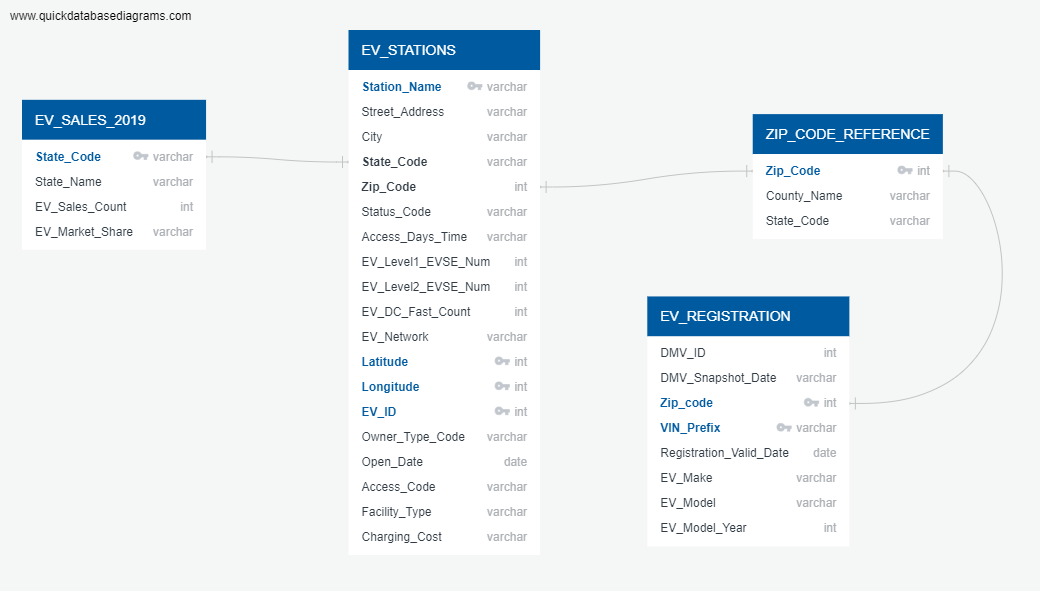 www.quickdatabasediagrams.com
EV_SALES_2019
State_Code varchar
State_Name varchar
EV_Sales_Count int
EV_Market_Share varchar
EV_STATIONS
Station_Name varchar
Street_Address varchar
City varchar
State_Code varchar
Zip_Code int
Status_Code varchar
Access_Days_Time varchar
EV_Level1_EVSE_Num int
EV_Level2_EVSE_Num int
EV_DC_Fast_Count int
EV_Network varchar
Latitude int
Longitude int
EV_ID int
Owner_Type_Code varchar
Open_Date date
Access_Code varchar
Facility_Type varchar
Charging_Cost varchar
ZIP_CODE_REFERENCE
Zip_Code int
County_Name varchar
State_Code varchar
EV_REGISTRATION
DMV_ID int
DMV_Snapshot_Date varchar
Zip_code int
VIN_Prefix varchar
Registration_Valid_Date date
EV_Make varchar
EV_Model varchar
EV_Model_Year int